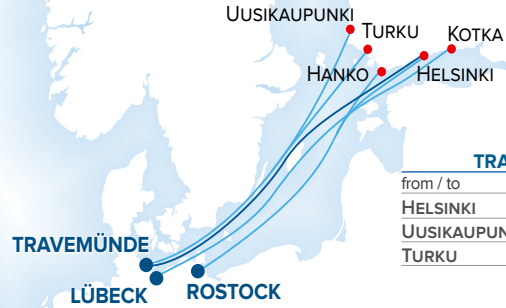 UUSIKAUPUNKI
TURKU
KOTKA
HANKO
HELSINKI
TRA
from / to
HELSINKI
UUSIKAUPUN
TURKU
TRAVEMÜNDE
LÜBECK
ROSTOCK